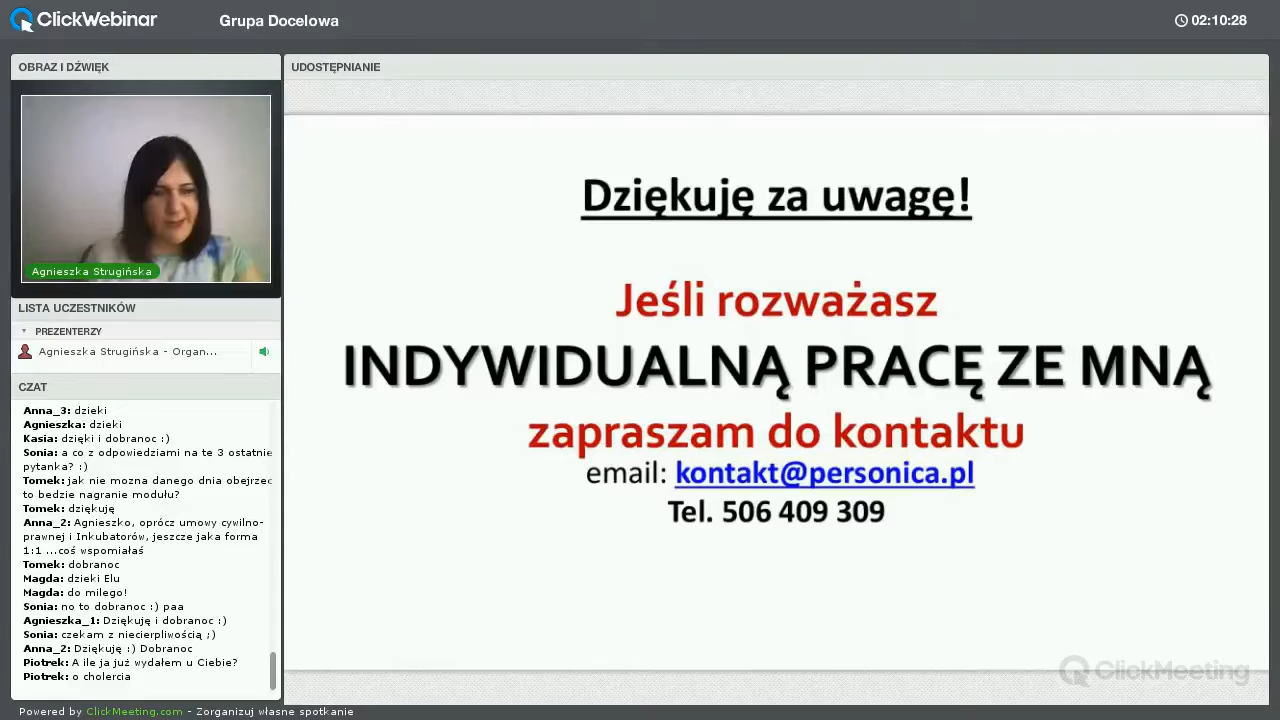 ClickWebinar
Grupa Docelowa
02:10:28
OBRAZ I DŹWIĘK
Agnieszka Strugińska
LISTA UCZESTNIKÓW
PREZENTERZY
Agnieszka Strugińska - Organ...
CZAT
Anna_3: dzieki
Agnieszka: dzieki
Kasia: dzięki i dobranoc :)
Sonia: a co z odpowiedziami na te 3 ostatnie
pytanka? :)
Tomek: jak nie mozna danego dnia obejrzec
to bedzie nagranie modułu?
Tomek: dziękuję
Anna_2: Agnieszko, oprócz umowy cywilno-
prawnej i Inkubatorów, jeszcze jaka forma
1:1 ...coś wspomiałaś
Tomek: dobranoc
Magda: dzieki Elu
Magda: do milego!
Sonia: no to dobranoc :) paa
Agnieszka_1: Dziękuję i dobranoc :)
Sonia: czekam z niecierpliwością ;)
Anna_2: Dziękuję :) Dobranoc
Piotrek: A ile ja już wydałem u Ciebie?
Piotrek: o cholercia
UDOSTĘPNIANIE
Dziękuję za uwagę!
Jeśli rozważasz
INDYWIDUALNĄ PRACĘ ZE MNĄ
zapraszam do kontaktu
email: kontakt@personica.pl
Tel. 506 409 309
ClickMeeting
Powered by ClickMeeting.com - Zorganizuj własne spotkanie